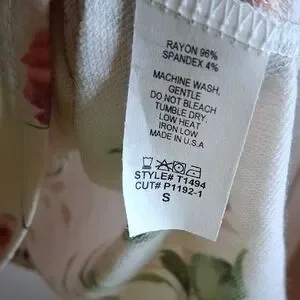 RAYON 96%
SPANDEX 4%
MACHINE WASH,
GENTLE
DO NOT BLEACH
TUMBLE DRY,
LOW HEAT
IRON LOW
MADE IN U.S.A
STYLE# T1494
CUT# P1192-1
S